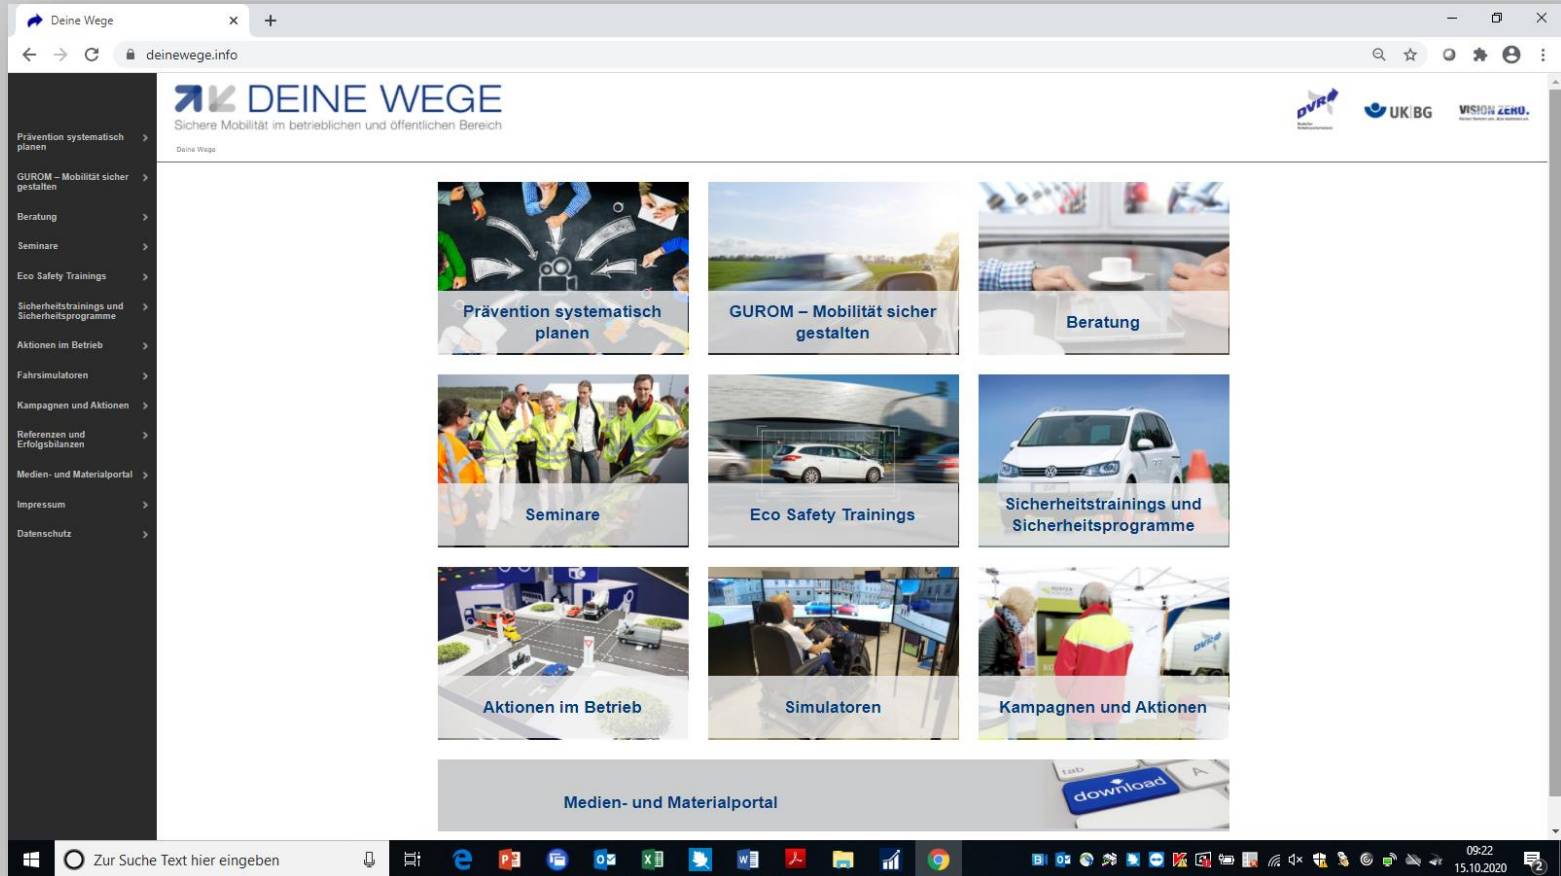 Deine Wege
deinewege.info
DEINE WEGE
Sichere Mobilität im betrieblichen und öffentlichen Bereich
Deine Wege
DVR
UK|BG
VISION ZERO.
Prävention systematisch
planen
GUROM – Mobilität sicher
gestalten
Beratung
Seminare
Eco Safety Trainings
Sicherheitstrainings und
Sicherheitsprogramme
Aktionen im Betrieb
Fahrsimulatoren
Kampagnen und Aktionen
Referenzen und
Erfolgsbilanzen
Medien- und Materialportal
Impressum
Datenschutz
Prävention systematisch
planen
GUROM – Mobilität sicher
gestalten
Beratung
Seminare
Eco Safety Trainings
Sicherheitstrainings und
Sicherheitsprogramme
Aktionen im Betrieb
Simulatoren
DVR
Kampagnen und Aktionen
Medien- und Materialportal
tab
A
download
Zur Suche Text hier eingeben
09:22
15.10.2020
2